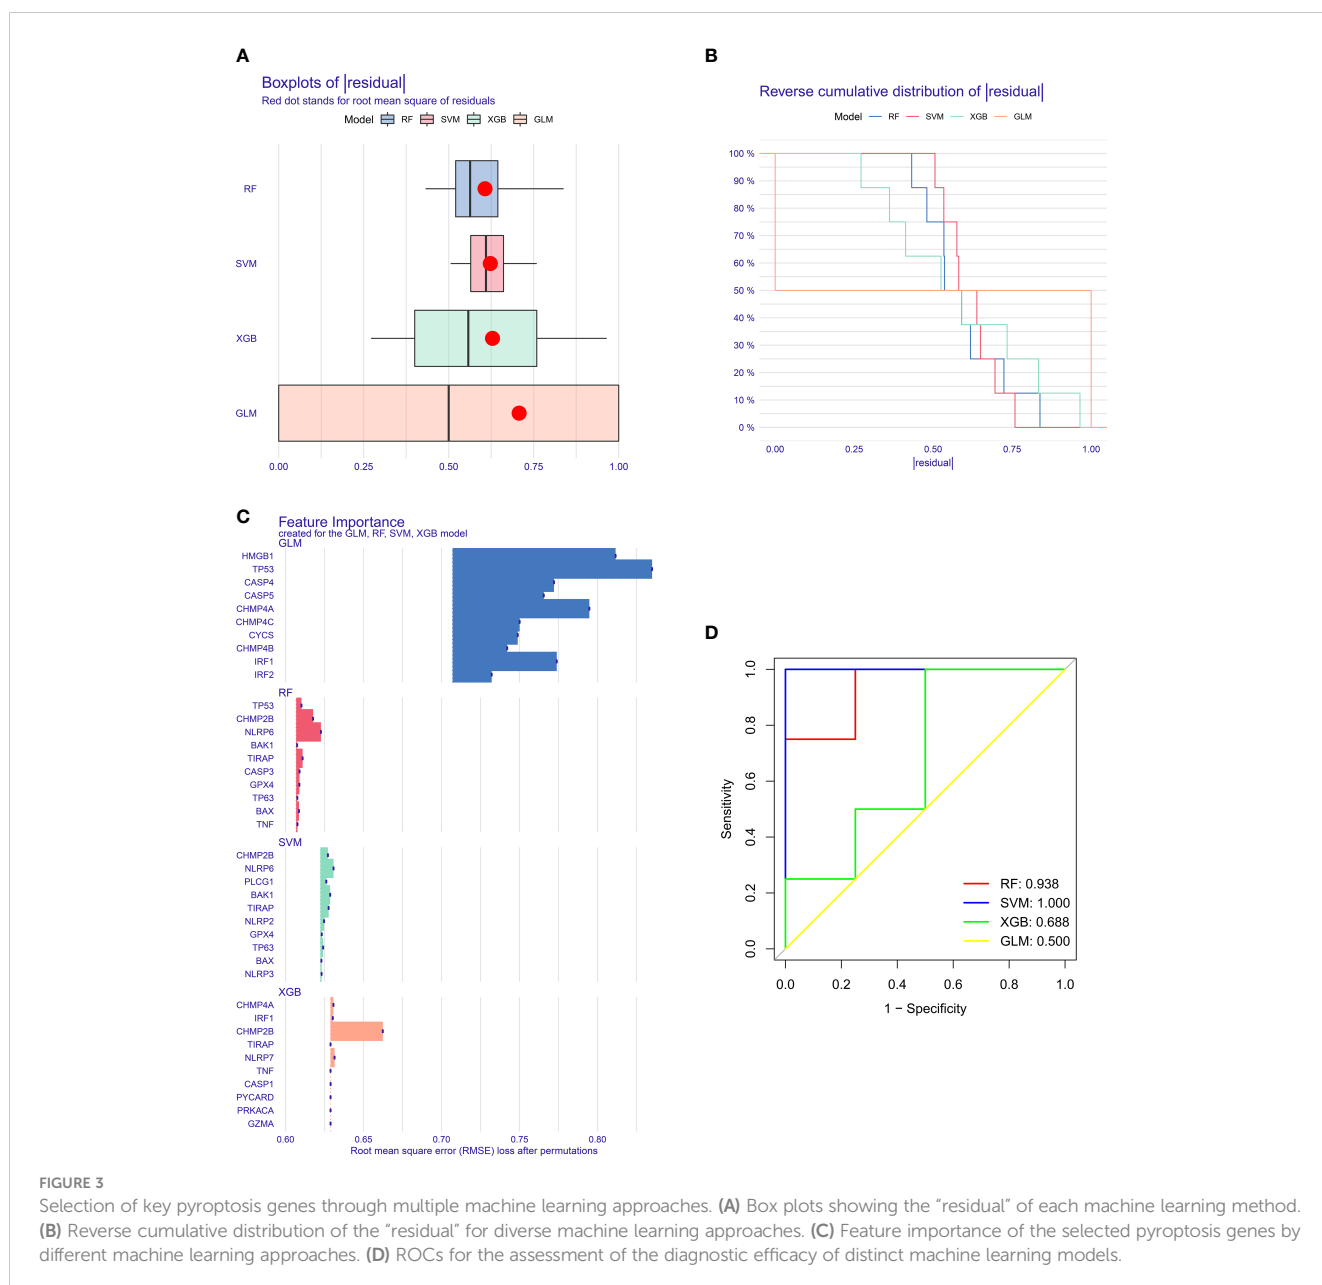 A
Boxplots of |residual|
Red dot stands for root mean square of residuals
Model RF SVM XGB GLM
RF
SVM
XGB
GLM
0.00 0.25 0.50 0.75 1.00
B
Reverse cumulative distribution of |residual|
Model RF SVM XGB GLM
100 %
90 %
80 %
70 %
60 %
50 %
40 %
30 %
20 %
10 %
0 %
0.00 0.25 0.50 0.75 1.00
|residual|
C
Feature Importance
created for the GLM, RF, SVM, XGB model
GLM
HMGB1
TP53
CASP4
CASP5
CHMP4A
CHMP4C
CYCS
CHMP4B
IRF1
IRF2
RF
TP53
CHMP2B
NLRP6
BAK1
TIRAP
CASP3
GPX4
TP63
BAX
TNF
SVM
CHMP2B
NLRP6
PLCG1
BAK1
TIRAP
NLRP2
GPX4
TP63
BAX
NLRP3
XGB
CHMP4A
IRF1
CHMP2B
TIRAP
NLRP7
TNF
CASP1
PYCARD
PRKACA
GZMA
0.60 0.65 0.70 0.75 0.80
Root mean square error (RMSE) loss after permutations
D
Sensitivity
1.0
0.8
0.6
0.4
0.2
0.0
RF: 0.938
SVM: 1.000
XGB: 0.688
GLM: 0.500
0.0 0.2 0.4 0.6 0.8 1.0
1 − Specificity
FIGURE 3
Selection of key pyroptosis genes through multiple machine learning approaches. (A) Box plots showing the “residual” of each machine learning method.
(B) Reverse cumulative distribution of the “residual” for diverse machine learning approaches. (C) Feature importance of the selected pyroptosis genes by
different machine learning approaches. (D) ROCs for the assessment of the diagnostic efficacy of distinct machine learning models.